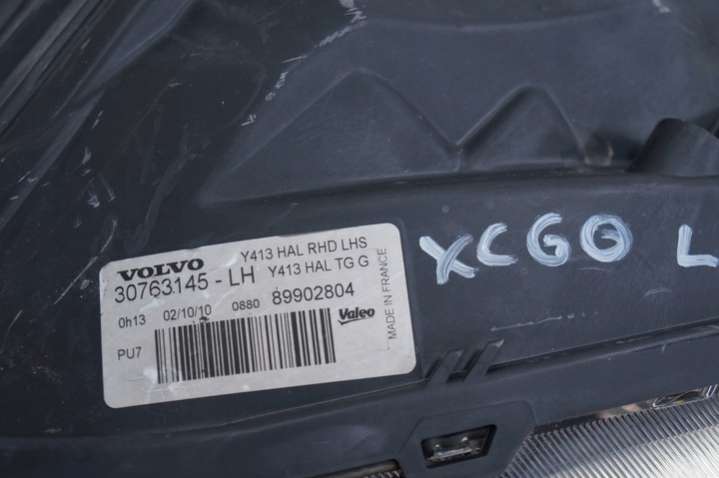 Y413 HAL RHD LHS
VOLVO
30763145 - LH Y413 HAL TG G
0h13 02/10/10 0880 89902804
Valeo
PU7
MADE IN FRANCE
XC60 L